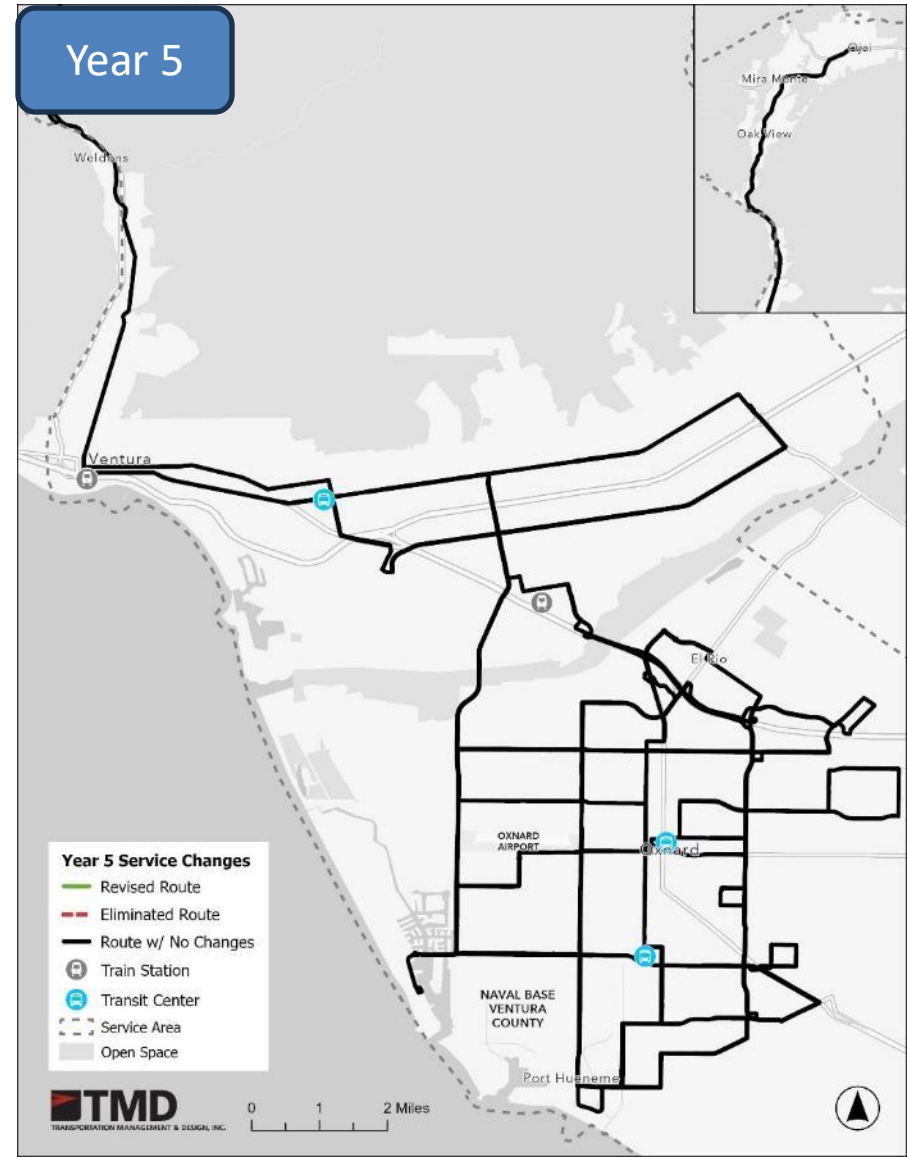 Year 5
Ojai
Mira Monte
Oak View
Weldons
Ventura
El Rio
OXNARD
AIRPORT
Oxnard
NAVAL BASE
VENTURA
COUNTY
Port Hueneme
Year 5 Service Changes
Revised Route
Eliminated Route
Route w/ No Changes
Train Station
Transit Center
Service Area
Open Space
TMD
TRANSPORTATION MANAGEMENT & DESIGN, INC.
0 1 2 Miles